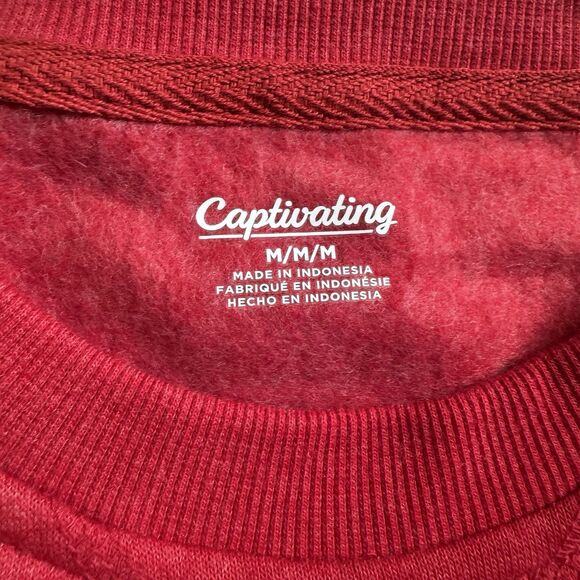 Captivating
M/M/M
MADE IN INDONESIA
FABRIQUÉ EN INDONÉSIE
HECHO EN INDONESIA